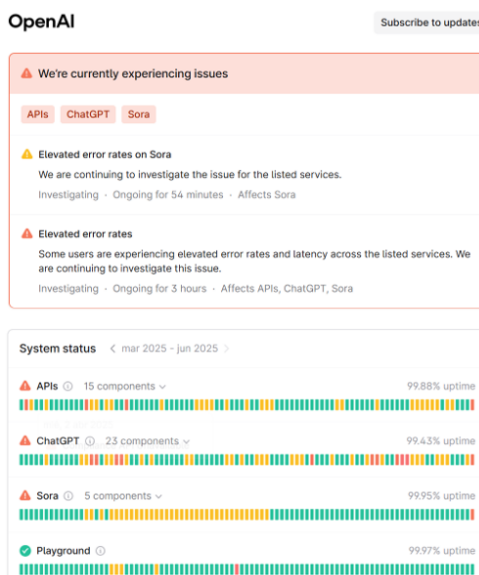 OpenAI
Subscribe to updates
We're currently experiencing issues
APIs ChatGPT Sora
Elevated error rates on Sora
We are continuing to investigate the issue for the listed services.
Investigating · Ongoing for 54 minutes · Affects Sora
Elevated error rates
Some users are experiencing elevated error rates and latency across the listed services. We
are continuing to investigate this issue.
Investigating · Ongoing for 3 hours · Affects APIs, ChatGPT, Sora
System status < mar 2025 - jun 2025 >
APIs 15 components 99.88% uptime
ChatGPT 23 components 99.43% uptime
Sora 5 components 99.95% uptime
Playground 99.97% uptime